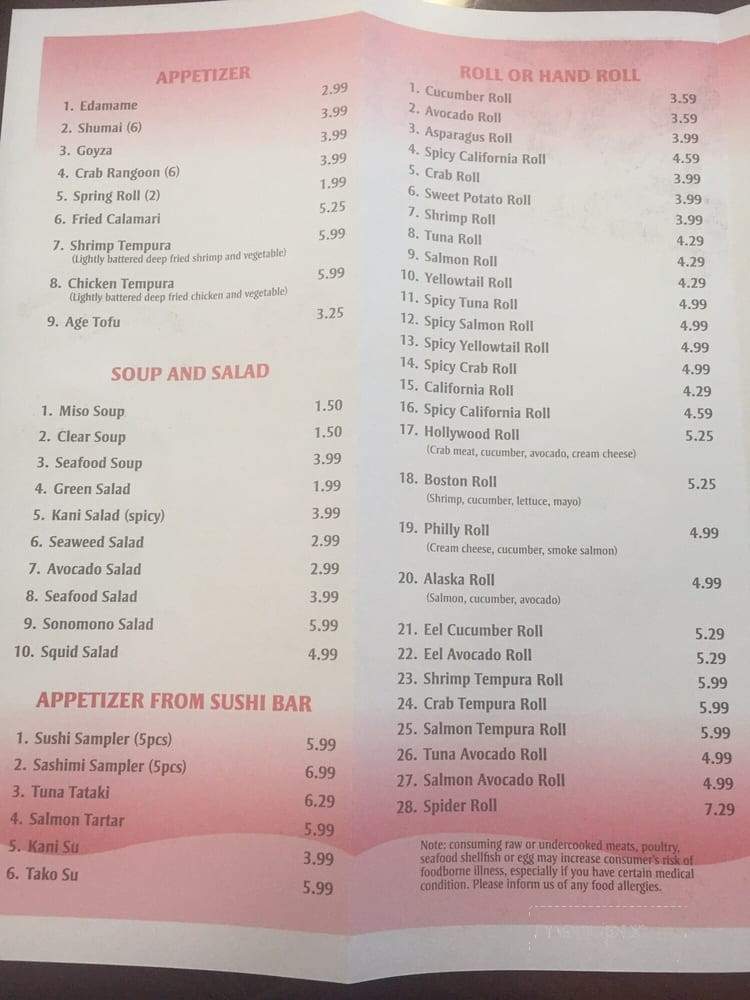 APPETIZER
1. Edamame 2.99
2. Shumai (6) 3.99
3. Goyza 3.99
4. Crab Rangoon (6) 3.99
5. Spring Roll (2) 1.99
6. Fried Calamari 5.25
7. Shrimp Tempura 5.99
(Lightly battered deep fried shrimp and vegetable)
8. Chicken Tempura 5.99
(Lightly battered deep fried chicken and vegetable)
9. Age Tofu 3.25
SOUP AND SALAD
1. Miso Soup 1.50
2. Clear Soup 1.50
3. Seafood Soup 3.99
4. Green Salad 1.99
5. Kani Salad (spicy) 3.99
6. Seaweed Salad 2.99
7. Avocado Salad 2.99
8. Seafood Salad 3.99
9. Sonomono Salad 5.99
10. Squid Salad 4.99
APPETIZER FROM SUSHI BAR
1. Sushi Sampler (5pcs) 5.99
2. Sashimi Sampler (5pcs) 6.99
3. Tuna Tataki 6.29
4. Salmon Tartar 5.99
5. Kani Su 3.99
6. Tako Su 5.99
ROLL OR HAND ROLL
1. Cucumber Roll 3.59
2. Avocado Roll 3.59
3. Asparagus Roll 3.99
4. Spicy California Roll 4.59
5. Crab Roll 3.99
6. Sweet Potato Roll 3.99
7. Shrimp Roll 3.99
8. Tuna Roll 4.29
9. Salmon Roll 4.29
10. Yellowtail Roll 4.29
11. Spicy Tuna Roll 4.99
12. Spicy Salmon Roll 4.99
13. Spicy Yellowtail Roll 4.99
14. Spicy Crab Roll 4.99
15. California Roll 4.29
16. Spicy California Roll 4.59
17. Hollywood Roll 5.25
(Crab meat, cucumber, avocado, cream cheese)
18. Boston Roll 5.25
(Shrimp, cucumber, lettuce, mayo)
19. Philly Roll 4.99
(Cream cheese, cucumber, smoke salmon)
20. Alaska Roll 4.99
(Salmon, cucumber, avocado)
21. Eel Cucumber Roll 5.29
22. Eel Avocado Roll 5.29
23. Shrimp Tempura Roll 5.99
24. Crab Tempura Roll 5.99
25. Salmon Tempura Roll 5.99
26. Tuna Avocado Roll 4.99
27. Salmon Avocado Roll 4.99
28. Spider Roll 7.29
Note: consuming raw or undercooked meats, poultry,
seafood shellfish or egg may increase consumer's risk of
foodborne illness, especially if you have certain medical
condition. Please inform us of any food allergies.